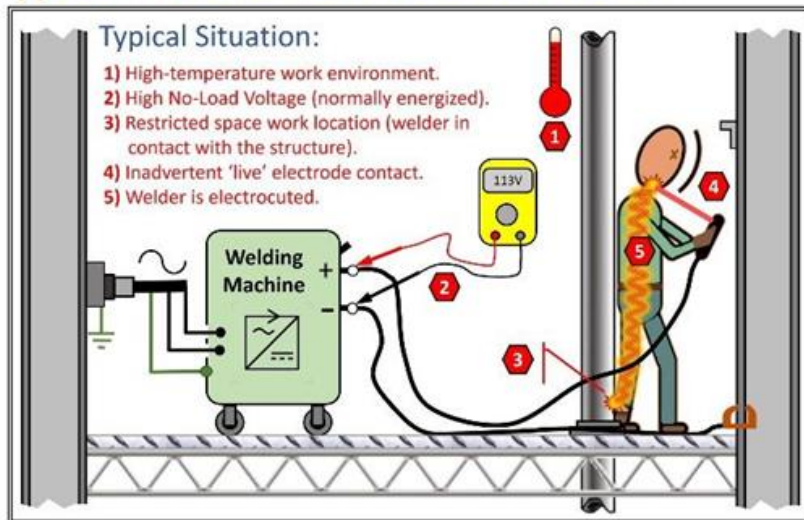 Typical Situation:
1) High-temperature work environment.
2) High No-Load Voltage (normally energized).
3) Restricted space work location (welder in
contact with the structure).
4) Inadvertent 'live' electrode contact.
5) Welder is electrocuted.
1
113V
4
Welding
Machine
+
-
2
5
3